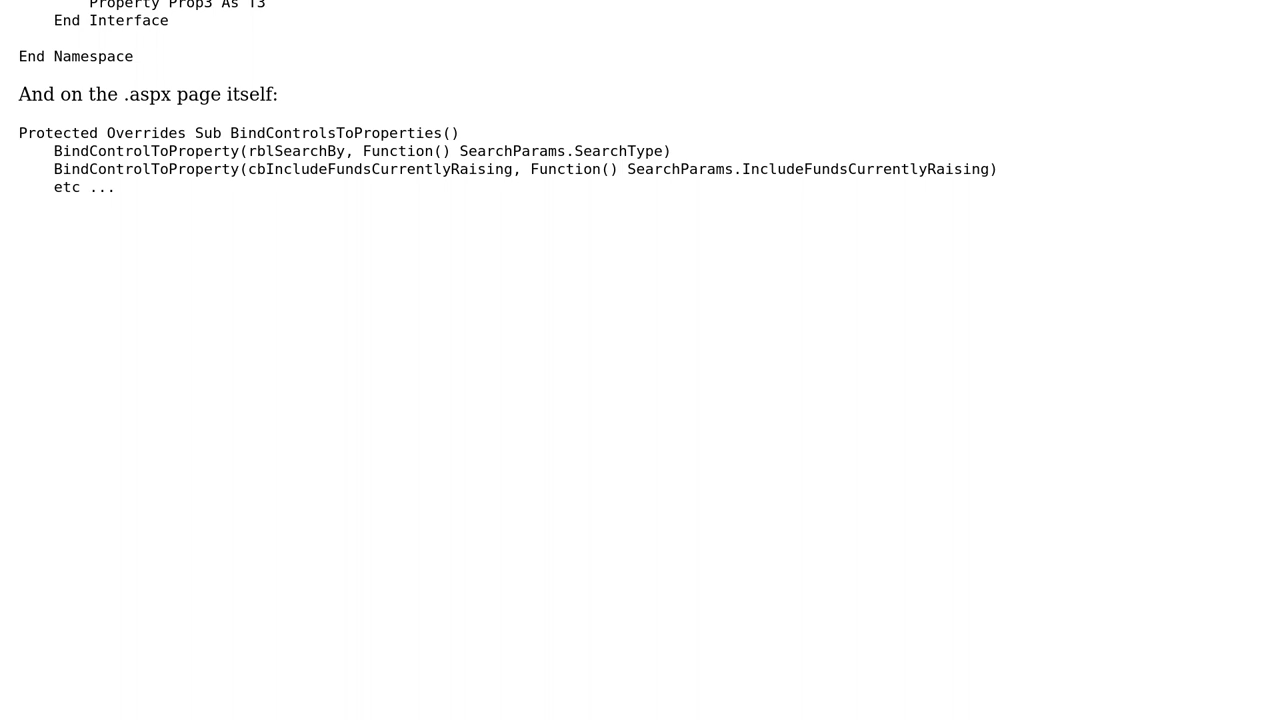 Property Prop3 As T3
End Interface
End Namespace
And on the .aspx page itself:
Protected Overrides Sub BindControlsToProperties()
BindControlToProperty(rblSearchBy, Function() SearchParams.SearchType)
BindControlToProperty(cbIncludeFundsCurrentlyRaising, Function() SearchParams.IncludeFundsCurrentlyRaising)
etc ...